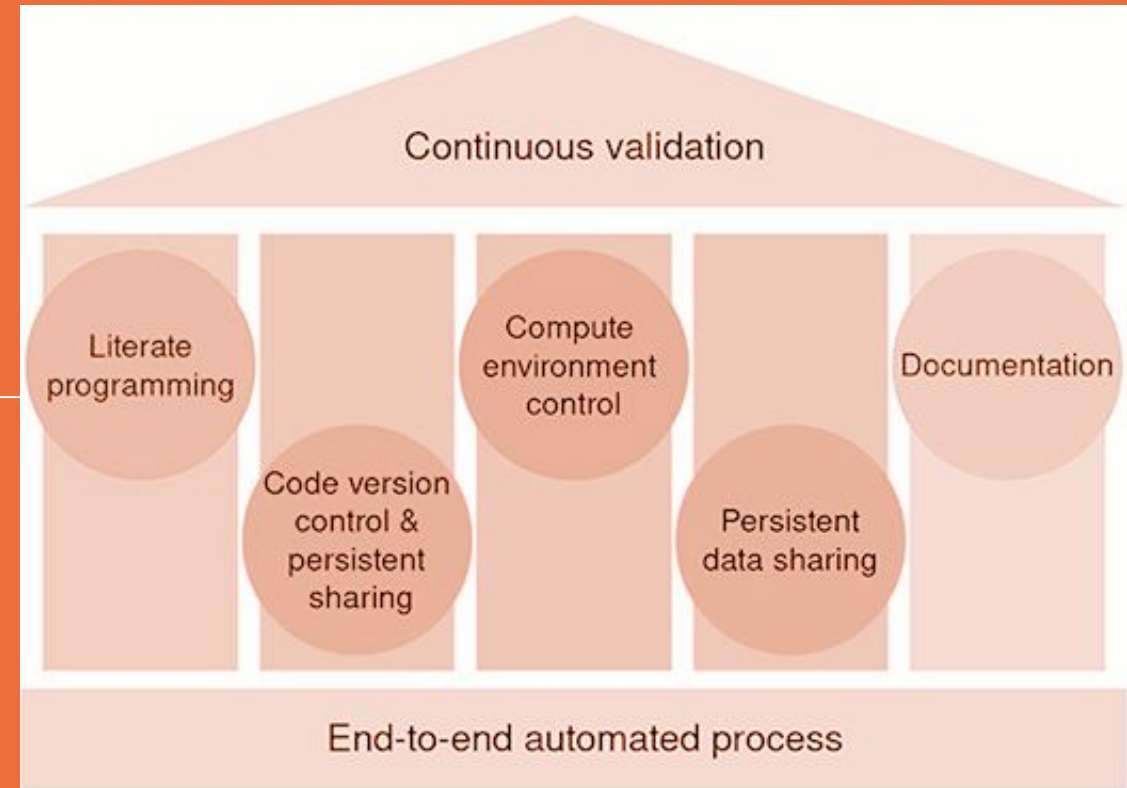 Continuous validation
Literate
programming
Code version
control &
persistent
sharing
Compute
environment
control
Persistent
data sharing
Documentation
End-to-end automated process